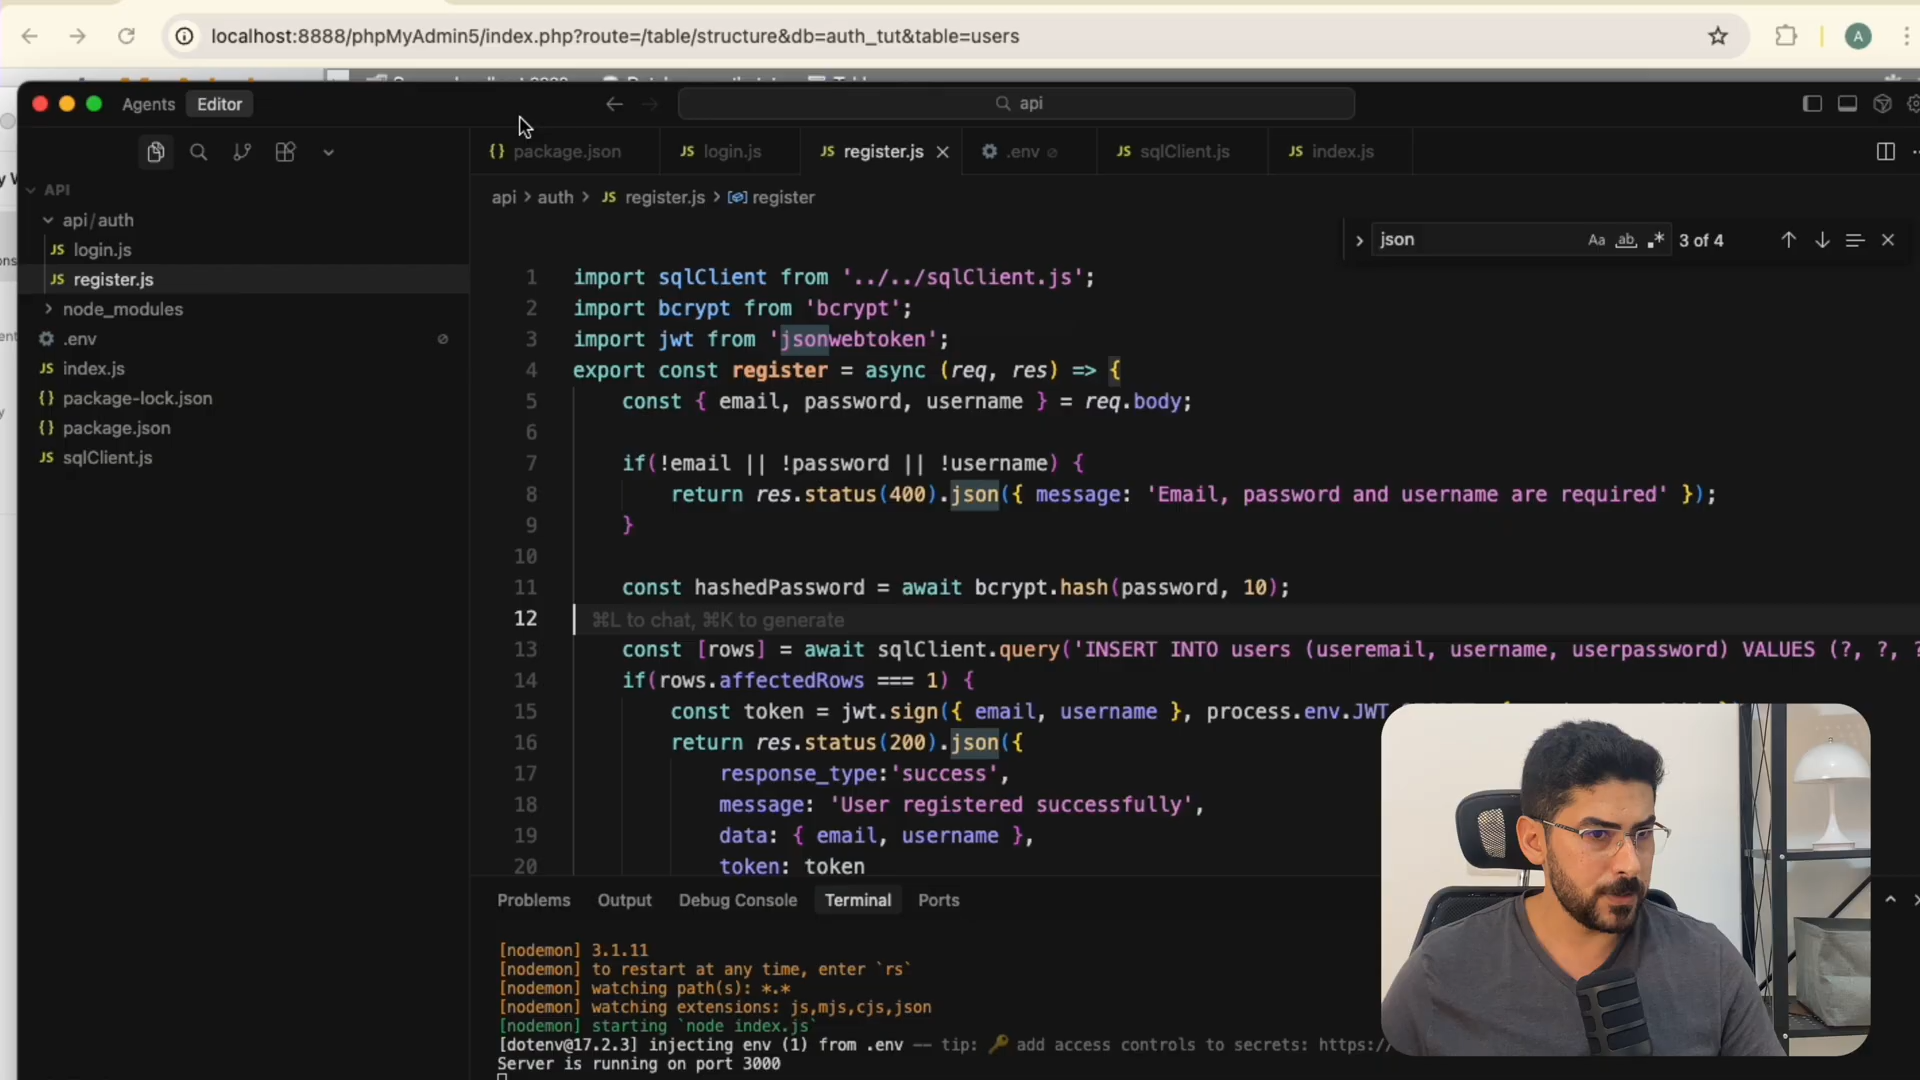 localhost:8888/phpMyAdmin5/index.php?route=/table/structure&db=auth_tut&table=users
A
Agents Editor
api
package.json
JS login.js
JS register.js
.env
JS sqlClient.js
JS index.js
API
api/auth
JS login.js
JS register.js
node_modules
.env
JS index.js
{} package-lock.json
{} package.json
JS sqlClient.js
api > auth > JS register.js > register
json
Aa ab
3 of 4
1 import sqlClient from '../../sqlClient.js';
2 import bcrypt from 'bcrypt';
3 import jwt from 'jsonwebtoken';
4 export const register = async (req, res) => {
5 const { email, password, username } = req.body;
6
7 if(!email || !password || !username) {
8 return res.status(400).json({ message: 'Email, password and username are required' });
9 }
10
11 const hashedPassword = await bcrypt.hash(password, 10);
12 ⌘L to chat, ⌘K to generate
13 const [rows] = await sqlClient.query('INSERT INTO users (useremail, username, userpassword) VALUES (?, ?, ?
14 if(rows.affectedRows === 1) {
15 const token = jwt.sign({ email, username }, process.env.JWT
16 return res.status(200).json({
17 response_type:'success',
18 message: 'User registered successfully',
19 data: { email, username },
20 token: token
Problems Output Debug Console Terminal Ports
[nodemon] 3.1.11
[nodemon] to restart at any time, enter `rs`
[nodemon] watching path(s): *.*
[nodemon] watching extensions: js,mjs,cjs,json
[nodemon] starting `node index.js`
[dotenv@17.2.3] injecting env (1) from .env -- tip: 🔑 add access controls to secrets: https:/
Server is running on port 3000